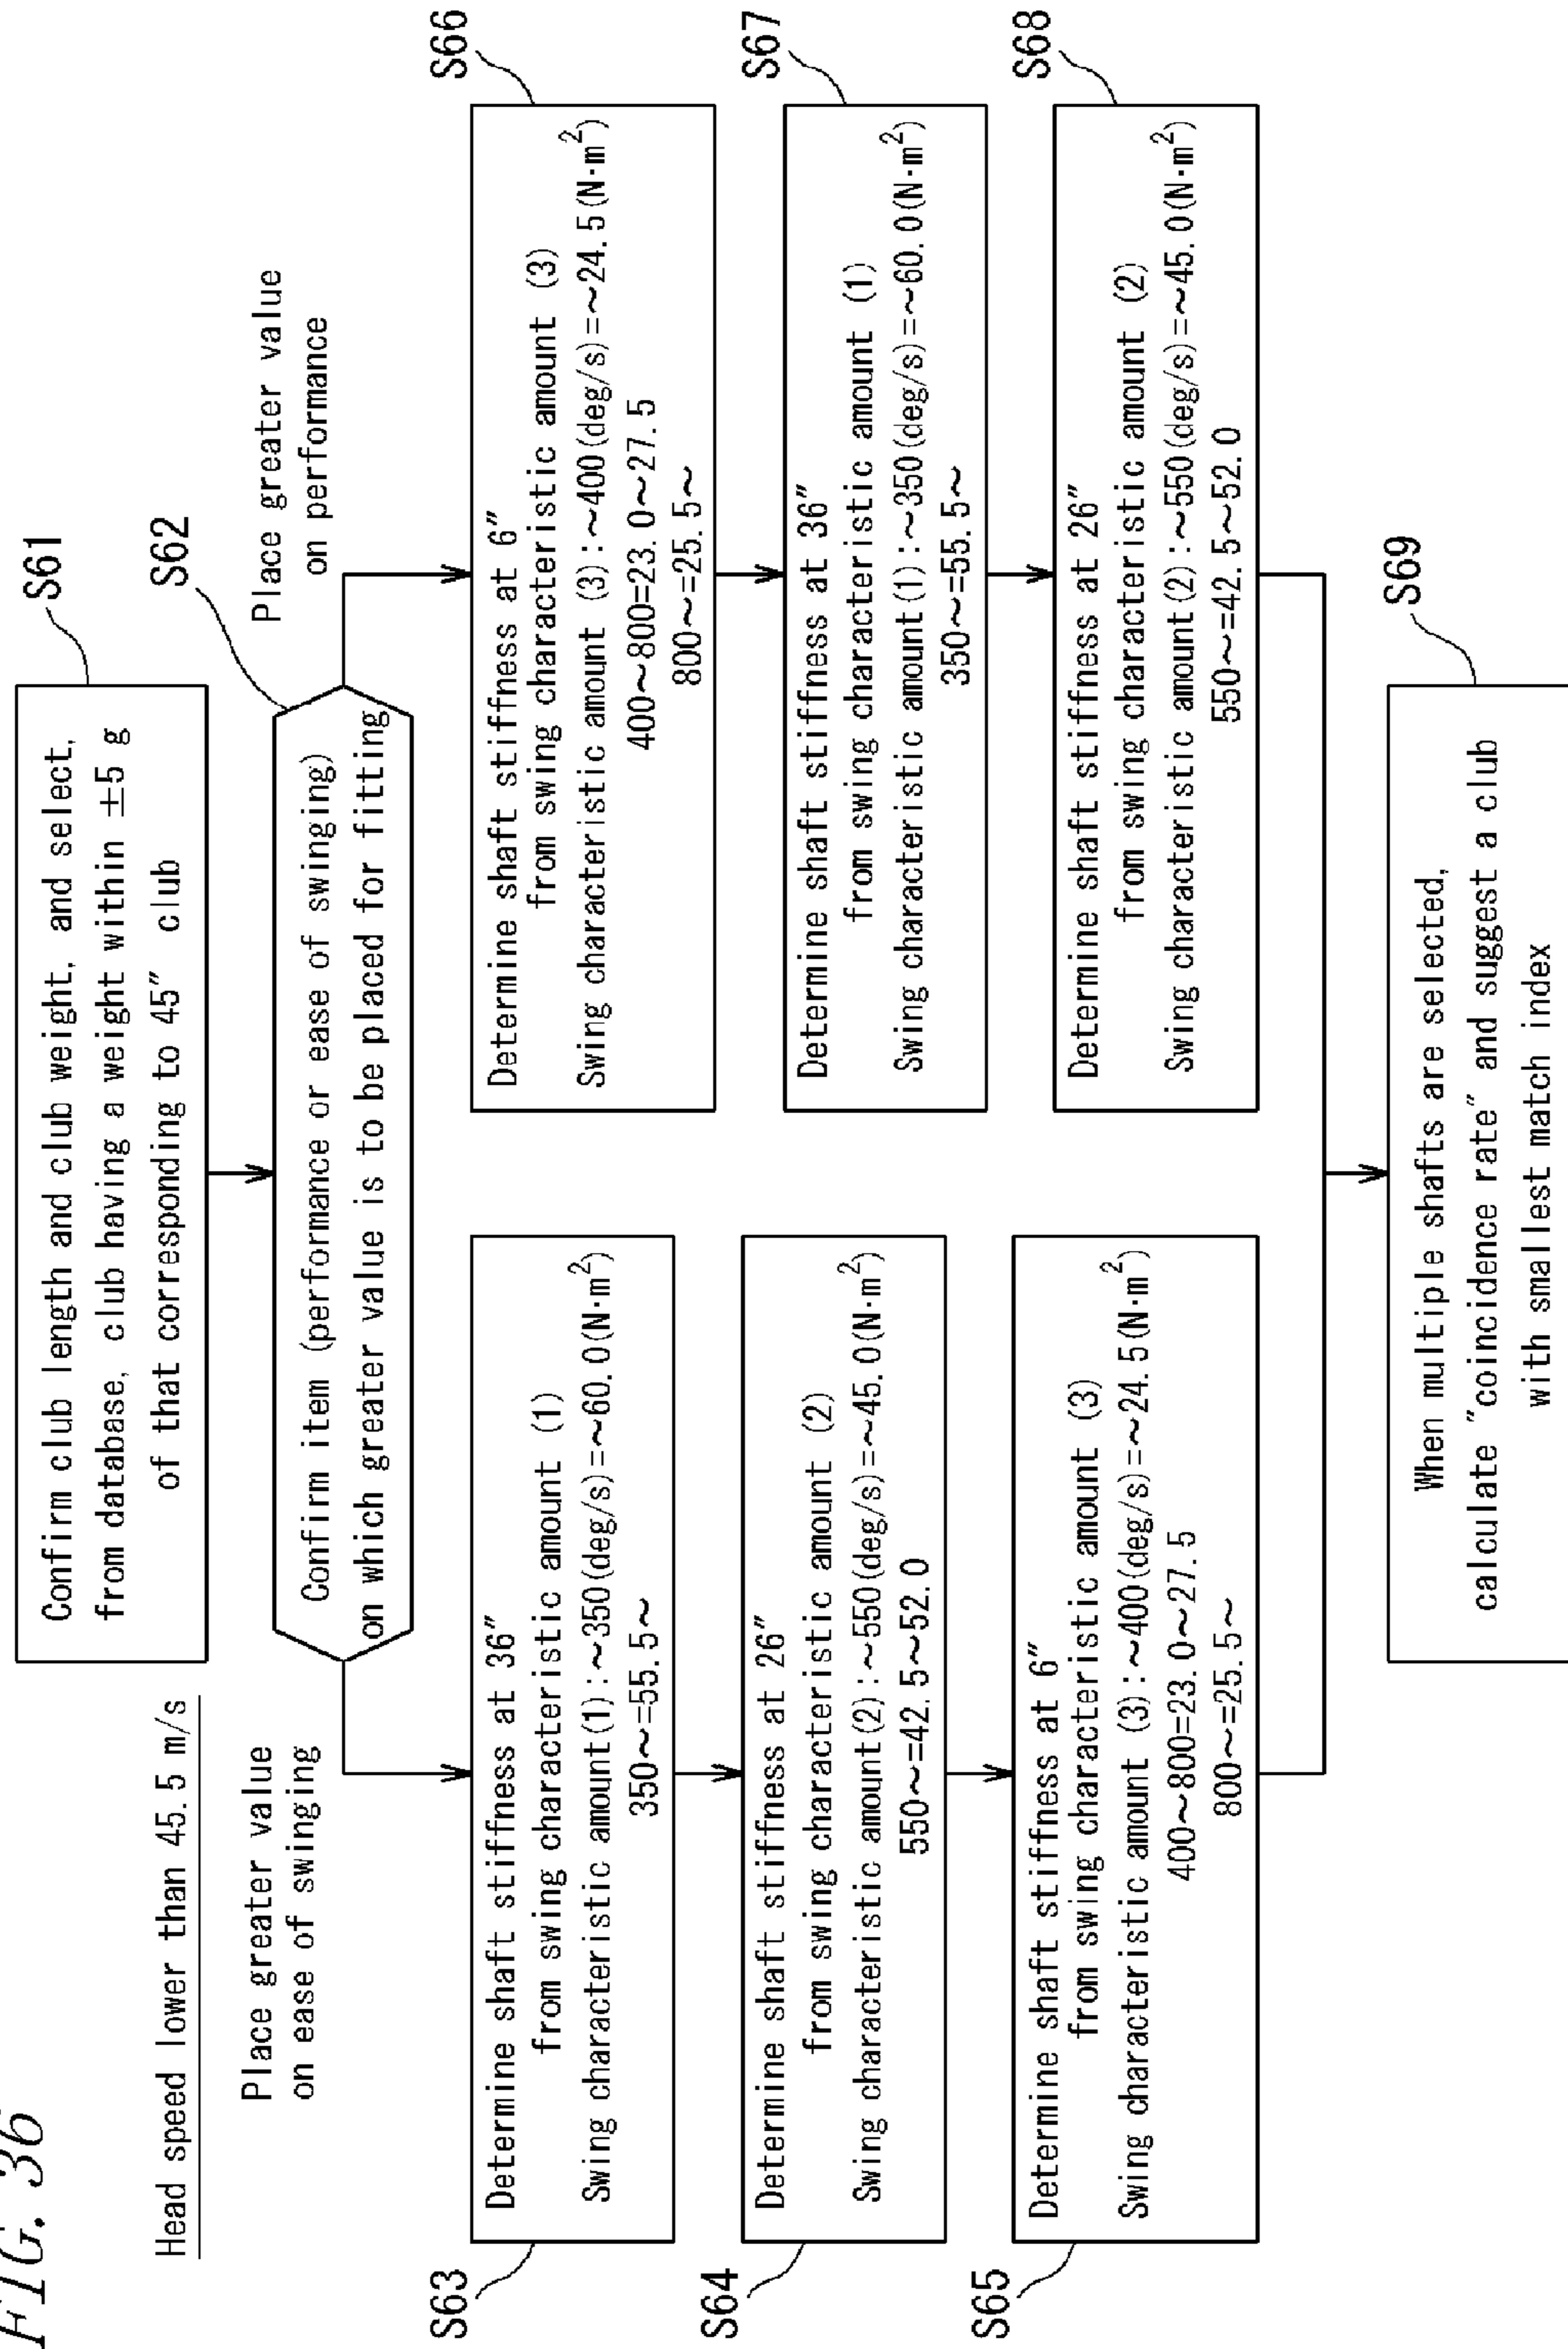 FIG. 36
Head speed lower than 45.5 m/s
Confirm club length and club weight, and select,
from database, club having a weight within ±5 g
of that corresponding to 45″ club
S61
Confirm item (performance or ease of swinging)
on which greater value is to be placed for fitting
S62
Place greater value
on ease of swinging
Place greater value
on performance
S63
Determine shaft stiffness at 36″
from swing characteristic amount (1)
Swing characteristic amount(1):~350(deg/s)=~60.0(N·m²)
350~=55.5~
S64
Determine shaft stiffness at 26″
from swing characteristic amount (2)
Swing characteristic amount(2):~550(deg/s)=~45.0(N·m²)
550~=42.5~52.0
S65
Determine shaft stiffness at 6″
from swing characteristic amount (3)
Swing characteristic amount (3):~400(deg/s)=~24.5(N·m²)
400~800=23.0~27.5
800~=25.5~
S66
Determine shaft stiffness at 6″
from swing characteristic amount (3)
Swing characteristic amount (3):~400(deg/s)=~24.5(N·m²)
400~800=23.0~27.5
800~=25.5~
S67
Determine shaft stiffness at 36″
from swing characteristic amount (1)
Swing characteristic amount(1):~350(deg/s)=~60.0(N·m²)
350~=55.5~
S68
Determine shaft stiffness at 26″
from swing characteristic amount (2)
Swing characteristic amount(2):~550(deg/s)=~45.0(N·m²)
550~=42.5~52.0
S69
When multiple shafts are selected,
calculate "coincidence rate" and suggest a club
with smallest match index